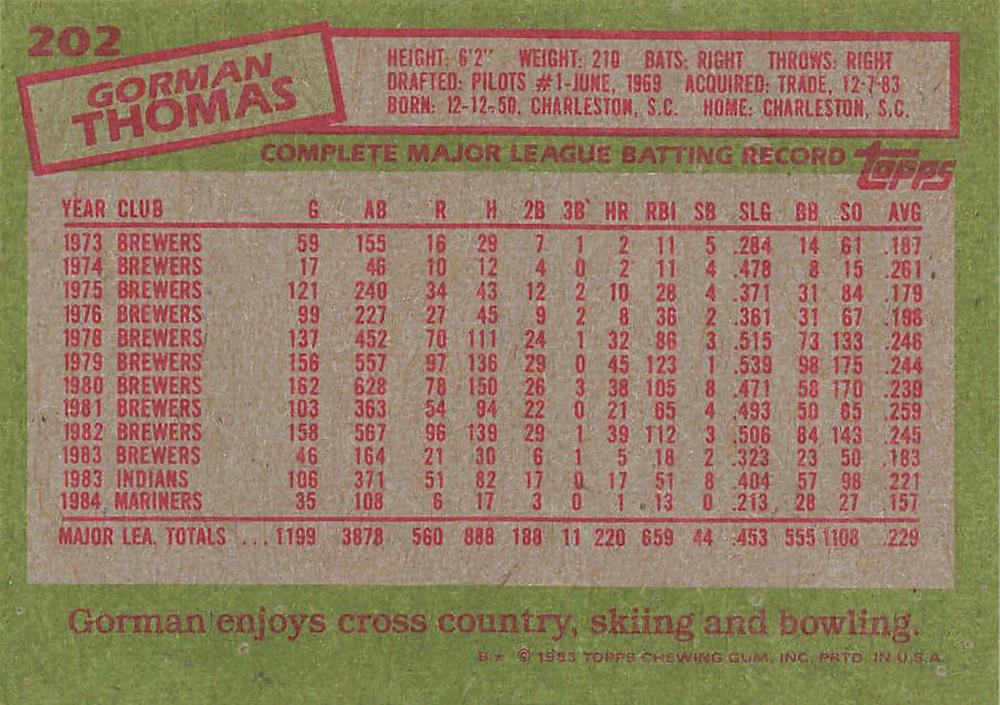 202
GORMAN
THOMAS
HEIGHT: 6'2" WEIGHT: 210 BATS: RIGHT THROWS: RIGHT
DRAFTED: PILOTS #1-JUNE, 1969 ACQUIRED: TRADE, 12-7-83
BORN: 12-12-50, CHARLESTON, S.C. HOME: CHARLESTON, S.C.
COMPLETE MAJOR LEAGUE BATTING RECORD topps
YEAR CLUB G AB R H 2B 3B HR RBI SB SLG BB SO AVG
1973 BREWERS 59 155 16 29 7 1 2 11 5 .284 14 61 .187
1974 BREWERS 17 46 10 12 4 0 2 11 4 .478 8 15 .261
1975 BREWERS 121 240 34 43 12 2 10 28 4 .371 31 84 .179
1976 BREWERS 99 227 27 45 9 2 8 36 2 .361 31 67 .198
1978 BREWERS 137 452 70 111 24 1 32 86 3 .515 73 133 .246
1979 BREWERS 156 557 97 136 29 0 45 123 1 .539 98 175 .244
1980 BREWERS 162 628 78 150 26 3 38 105 8 .471 58 170 .239
1981 BREWERS 103 363 54 94 22 0 21 65 4 .493 50 85 .259
1982 BREWERS 158 567 96 139 29 1 39 112 3 .506 84 143 .245
1983 BREWERS 46 164 21 30 6 1 5 18 2 .323 23 50 .183
1983 INDIANS 106 371 51 82 17 0 17 51 8 .404 57 98 .221
1984 MARINERS 35 108 6 17 3 0 1 13 0 .213 28 27 .157
MAJOR LEA. TOTALS ... 1199 3878 560 888 188 11 220 659 44 .453 555 1108 .229
Gorman enjoys cross country, skiing and bowling.
B* © 1985 TOPPS CHEWING GUM, INC. PRTD. IN U.S.A.